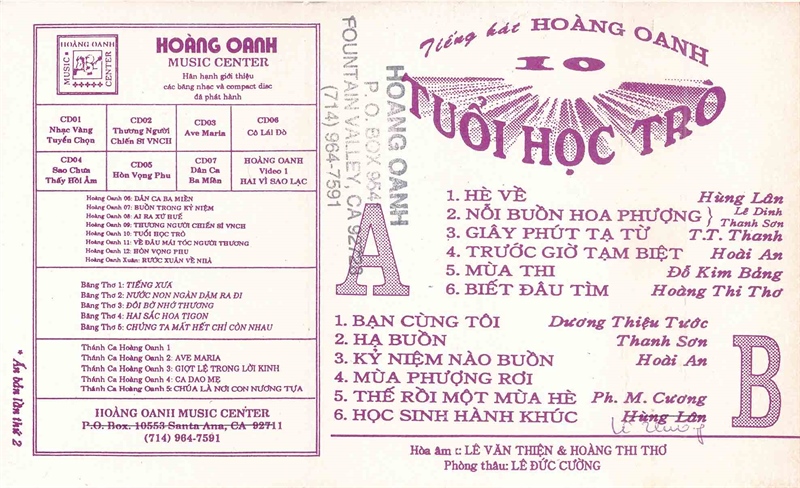 HOÀNG OANH
MUSIC
CENTER
HOÀNG OANH
MUSIC CENTER
Hân hạnh giới thiệu
các băng nhạc và compact disc
đã phát hành
CD01
Nhạc Vàng
Tuyển Chọn
CD02
Thương Người
Chiến Sĩ VNCH
CD03
Ave Maria
CD06
Cô Lái Đò
CD04
Sao Chưa
Thấy Hồi Âm
CD05
Hòn Vọng Phu
CD07
Dân Ca
Ba Miền
HOÀNG OANH
Video 1
HAI VÌ SAO LẠC
Hoàng Oanh 06: DÂN CA BA MIỀN
Hoàng Oanh 07: BUỒN TRONG KỶ NIỆM
Hoàng Oanh 08: AI RA XỨ HUẾ
Hoàng Oanh 09: THƯƠNG NGƯỜI CHIẾN SĨ VNCH
Hoàng Oanh 10: TUỔI HỌC TRÒ
Hoàng Oanh 11: VỀ ĐÂU MÁI TÓC NGƯỜI THƯƠNG
Hoàng Oanh 12: HÒN VỌNG PHU
Hoàng Oanh Xuân: RƯỚC XUÂN VỀ NHÀ
Băng Thơ 1: TIẾNG XƯA
Băng Thơ 2: NƯỚC NON NGÀN DẶM RA ĐI
Băng Thơ 3: ĐÔI BỜ NHỚ THƯƠNG
Băng Thơ 4: HAI SẮC HOA TIGON
Băng Thơ 5: CHÚNG TA MẤT HẾT CHỈ CÒN NHAU
Thánh Ca Hoàng Oanh 1
Thánh Ca Hoàng Oanh 2: AVE MARIA
Thánh Ca Hoàng Oanh 3: GIỌT LỆ TRONG LỜI KINH
Thánh Ca Hoàng Oanh 4: CA DAO MẸ
Thánh Ca Hoàng Oanh 5: CHÚA LÀ NƠI CON NƯƠNG TỰA
HOÀNG OANH MUSIC CENTER
P.O. Box. 10553 Santa Ana, CA 92711
(714) 964-7591
* Ấn bản lần thứ 2
HOANG OANH
P.O. BOX 954
FOUNTAIN VALLEY, CA 92728
(714) 964-7591
Tiếng hát HOÀNG OANH
10
TUỔI HỌC TRÒ
A
1. HÈ VỀ Hùng Lân
2. NỖI BUỒN HOA PHƯỢNG } Lê Dinh
Thanh Sơn
3. GIÂY PHÚT TẠ TỪ T.T. Thanh
4. TRƯỚC GIỜ TẠM BIỆT Hoài An
5. MÙA THI Đỗ Kim Bảng
6. BIẾT ĐÂU TÌM Hoàng Thi Thơ
B
1. BẠN CÙNG TÔI Dương Thiệu Tước
2. HẠ BUỒN Thanh Sơn
3. KỶ NIỆM NÀO BUỒN Hoài An
4. MÙA PHƯỢNG RƠI
5. THẾ RỒI MỘT MÙA HÈ Ph. M. Cương
6. HỌC SINH HÀNH KHÚC Hùng Lân
Hòa âm :: LÊ VĂN THIỆN & HOÀNG THI THƠ
Phòng thâu: LÊ ĐỨC CƯỜNG